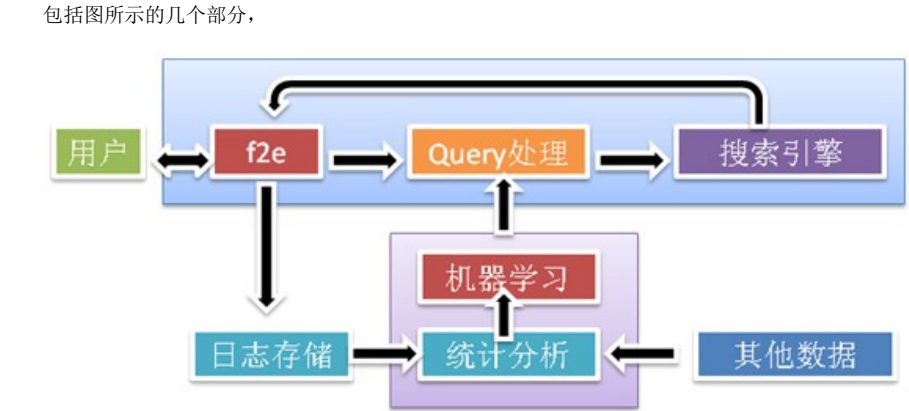 包括图所示的几个部分，
用户
f2e
Query处理
搜索引擎
机器学习
日志存储
统计分析
其他数据